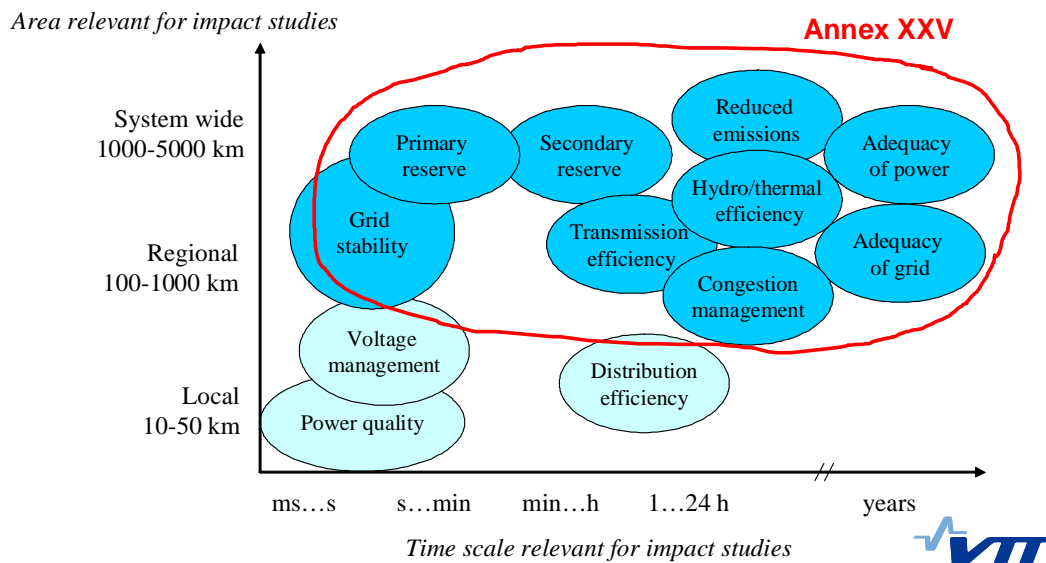 Area relevant for impact studies
Annex XXV
System wide
1000-5000 km
Regional
100-1000 km
Local
10-50 km
Primary
reserve
Secondary
reserve
Reduced
emissions
Adequacy
of power
Grid
stability
Hydro/thermal
efficiency
Transmission
efficiency
Adequacy
of grid
Congestion
management
Voltage
management
Distribution
efficiency
Power quality
ms…s
s…min
min…h
1…24 h
//
years
Time scale relevant for impact studies
VTT